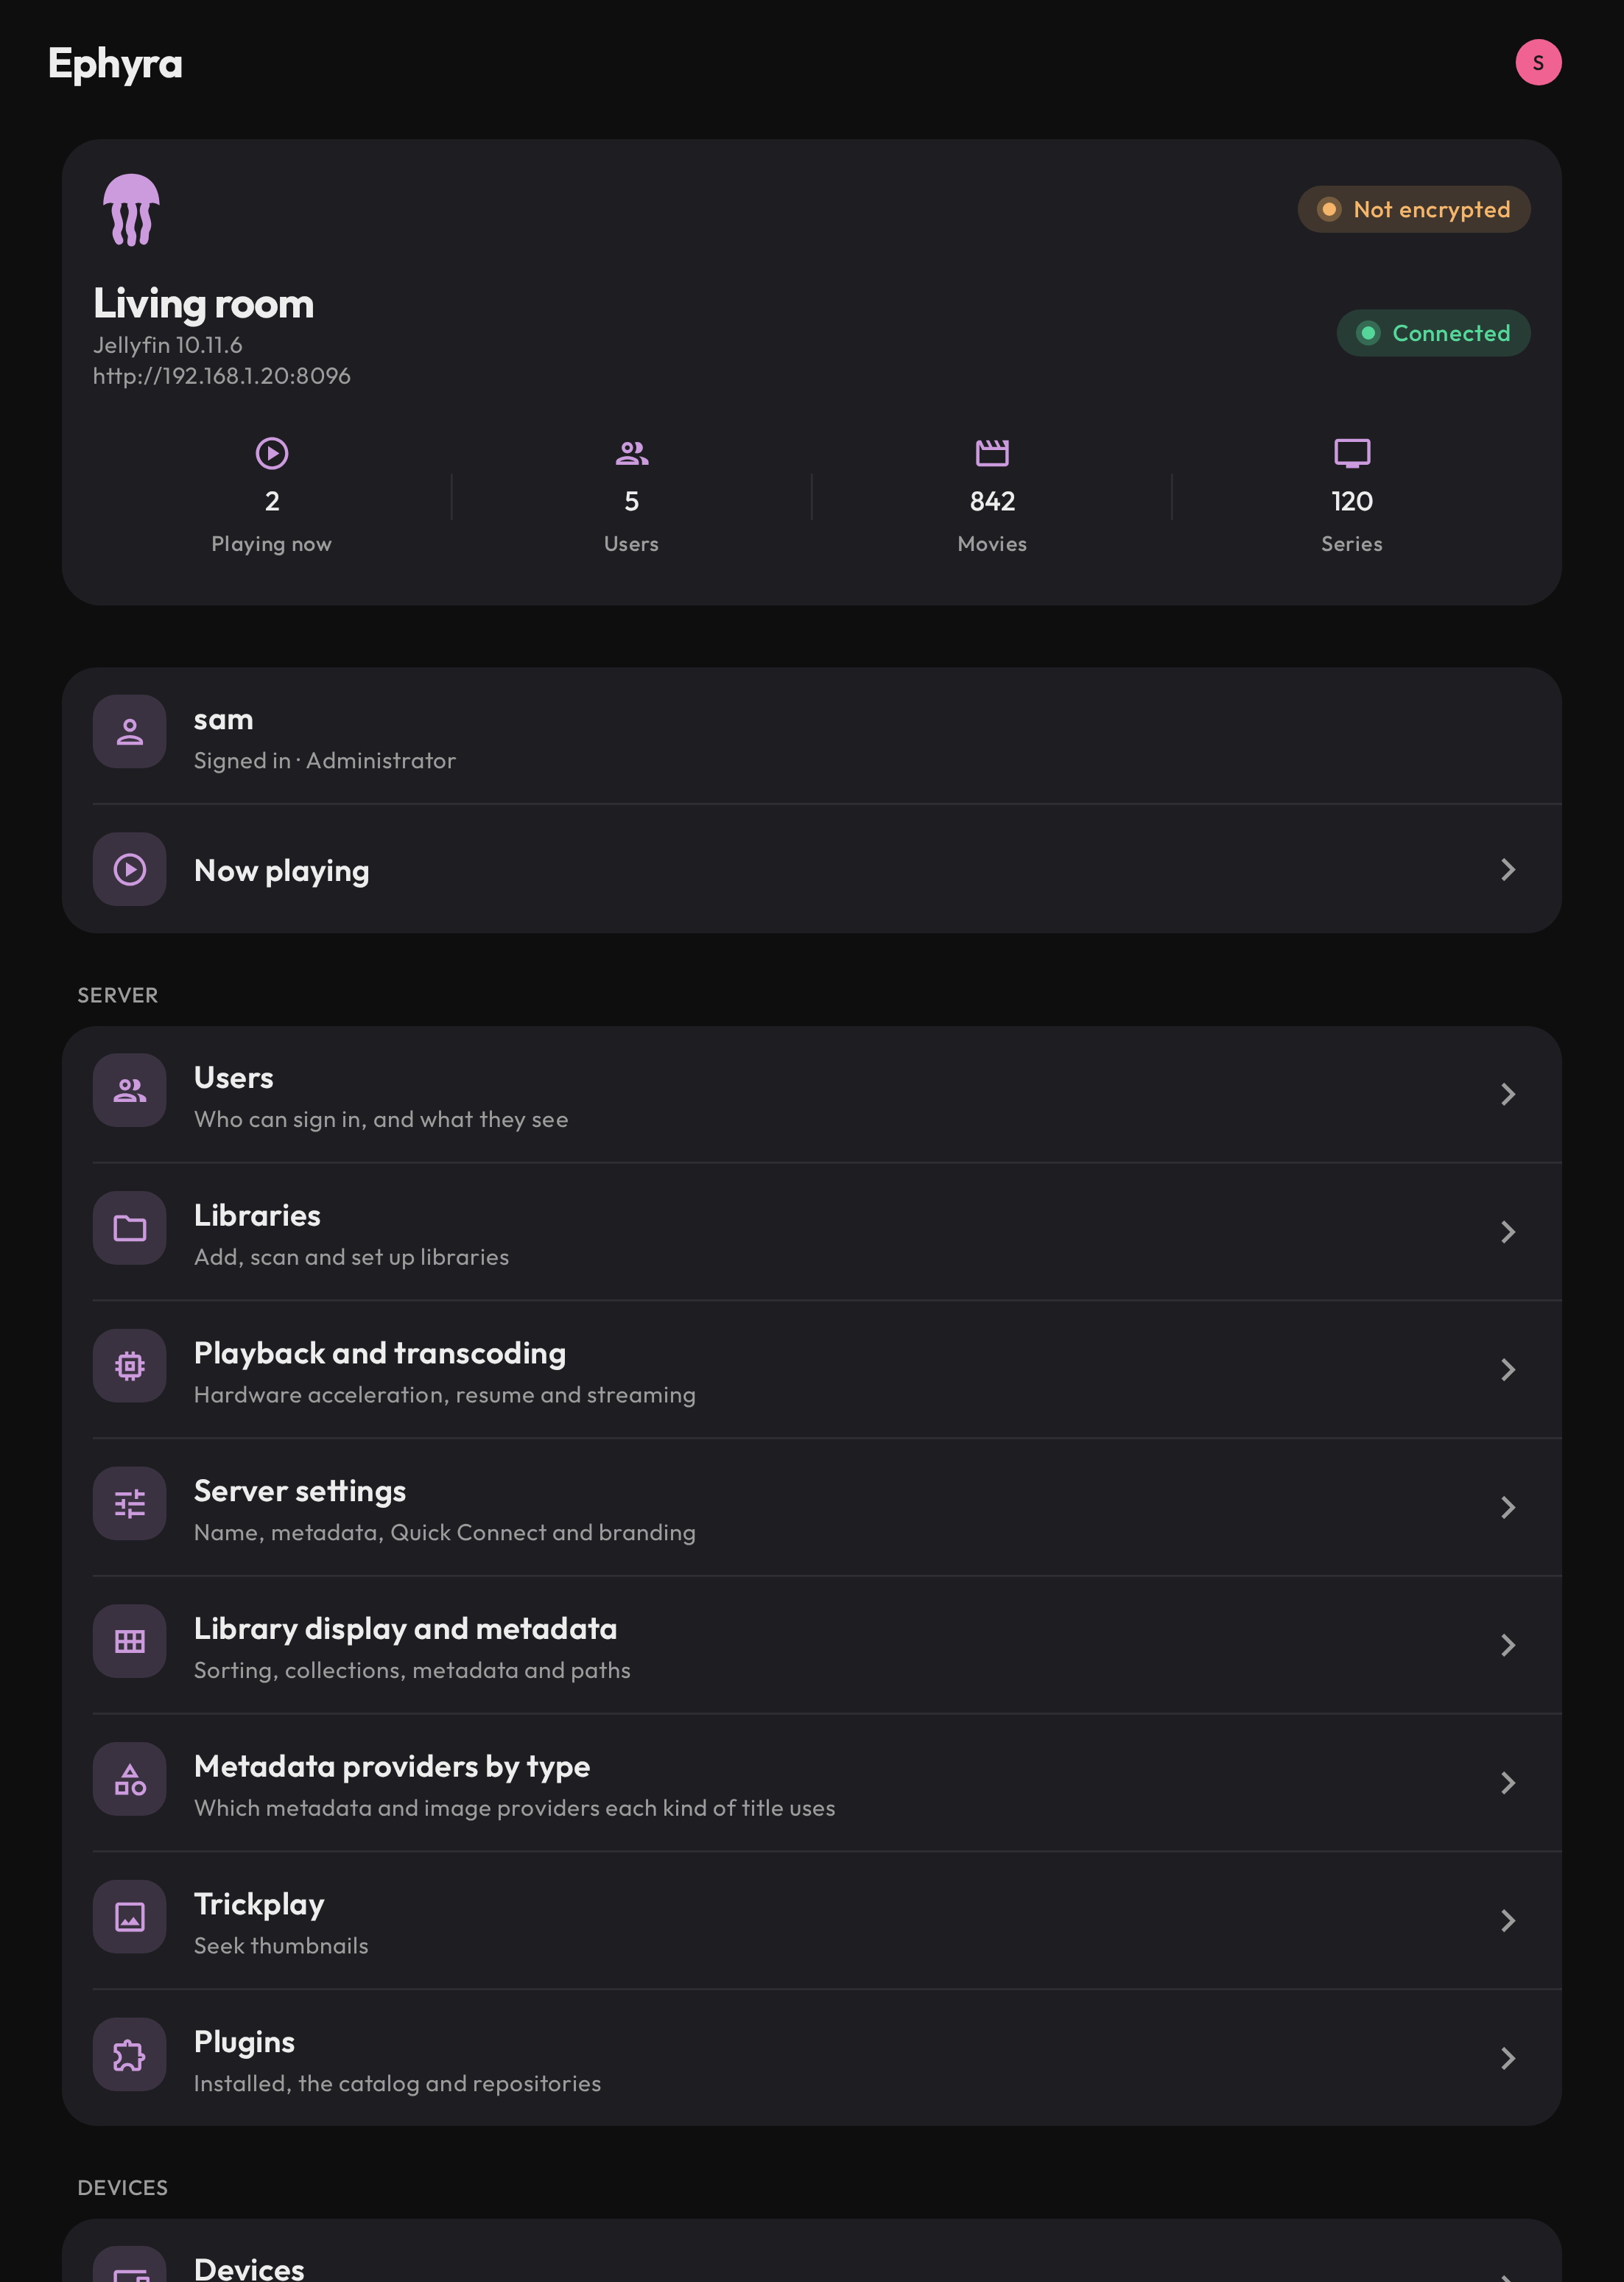 Ephyra
S
Not encrypted
Living room
Jellyfin 10.11.6
http://192.168.1.20:8096
Connected
2
Playing now
5
Users
842
Movies
120
Series
sam
Signed in · Administrator
Now playing
SERVER
Users
Who can sign in, and what they see
Libraries
Add, scan and set up libraries
Playback and transcoding
Hardware acceleration, resume and streaming
Server settings
Name, metadata, Quick Connect and branding
Library display and metadata
Sorting, collections, metadata and paths
Metadata providers by type
Which metadata and image providers each kind of title uses
Trickplay
Seek thumbnails
Plugins
Installed, the catalog and repositories
DEVICES
Devices